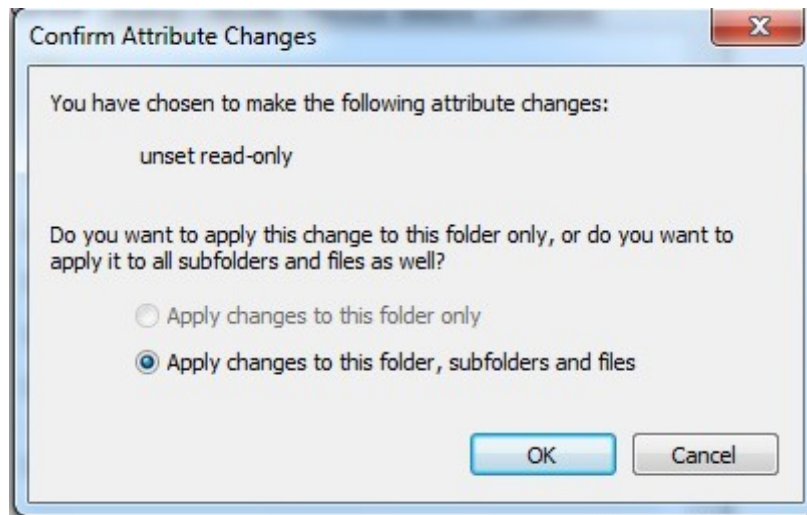 Confirm Attribute Changes
You have chosen to make the following attribute changes:
unset read-only
Do you want to apply this change to this folder only, or do you want to
apply it to all subfolders and files as well?
Apply changes to this folder only
Apply changes to this folder, subfolders and files
OK Cancel